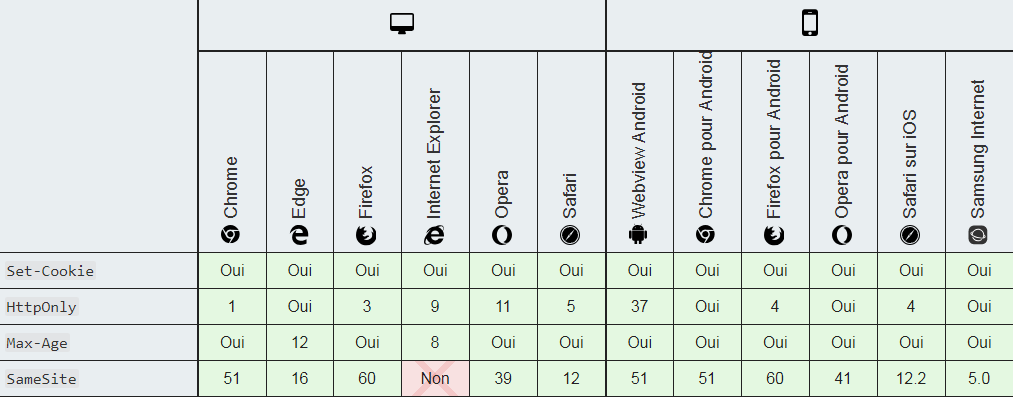 Chrome
Edge
Firefox
Internet Explorer
Opera
Safari
Webview Android
Chrome pour Android
Firefox pour Android
Opera pour Android
Safari sur iOS
Samsung Internet
Set-Cookie Oui Oui Oui Oui Oui Oui Oui Oui Oui Oui Oui Oui
HttpOnly 1 Oui 3 9 11 5 37 Oui 4 Oui 4 Oui
Max-Age Oui 12 Oui 8 Oui Oui Oui Oui Oui Oui Oui Oui
SameSite 51 16 60 Non 39 12 51 51 60 41 12.2 5.0